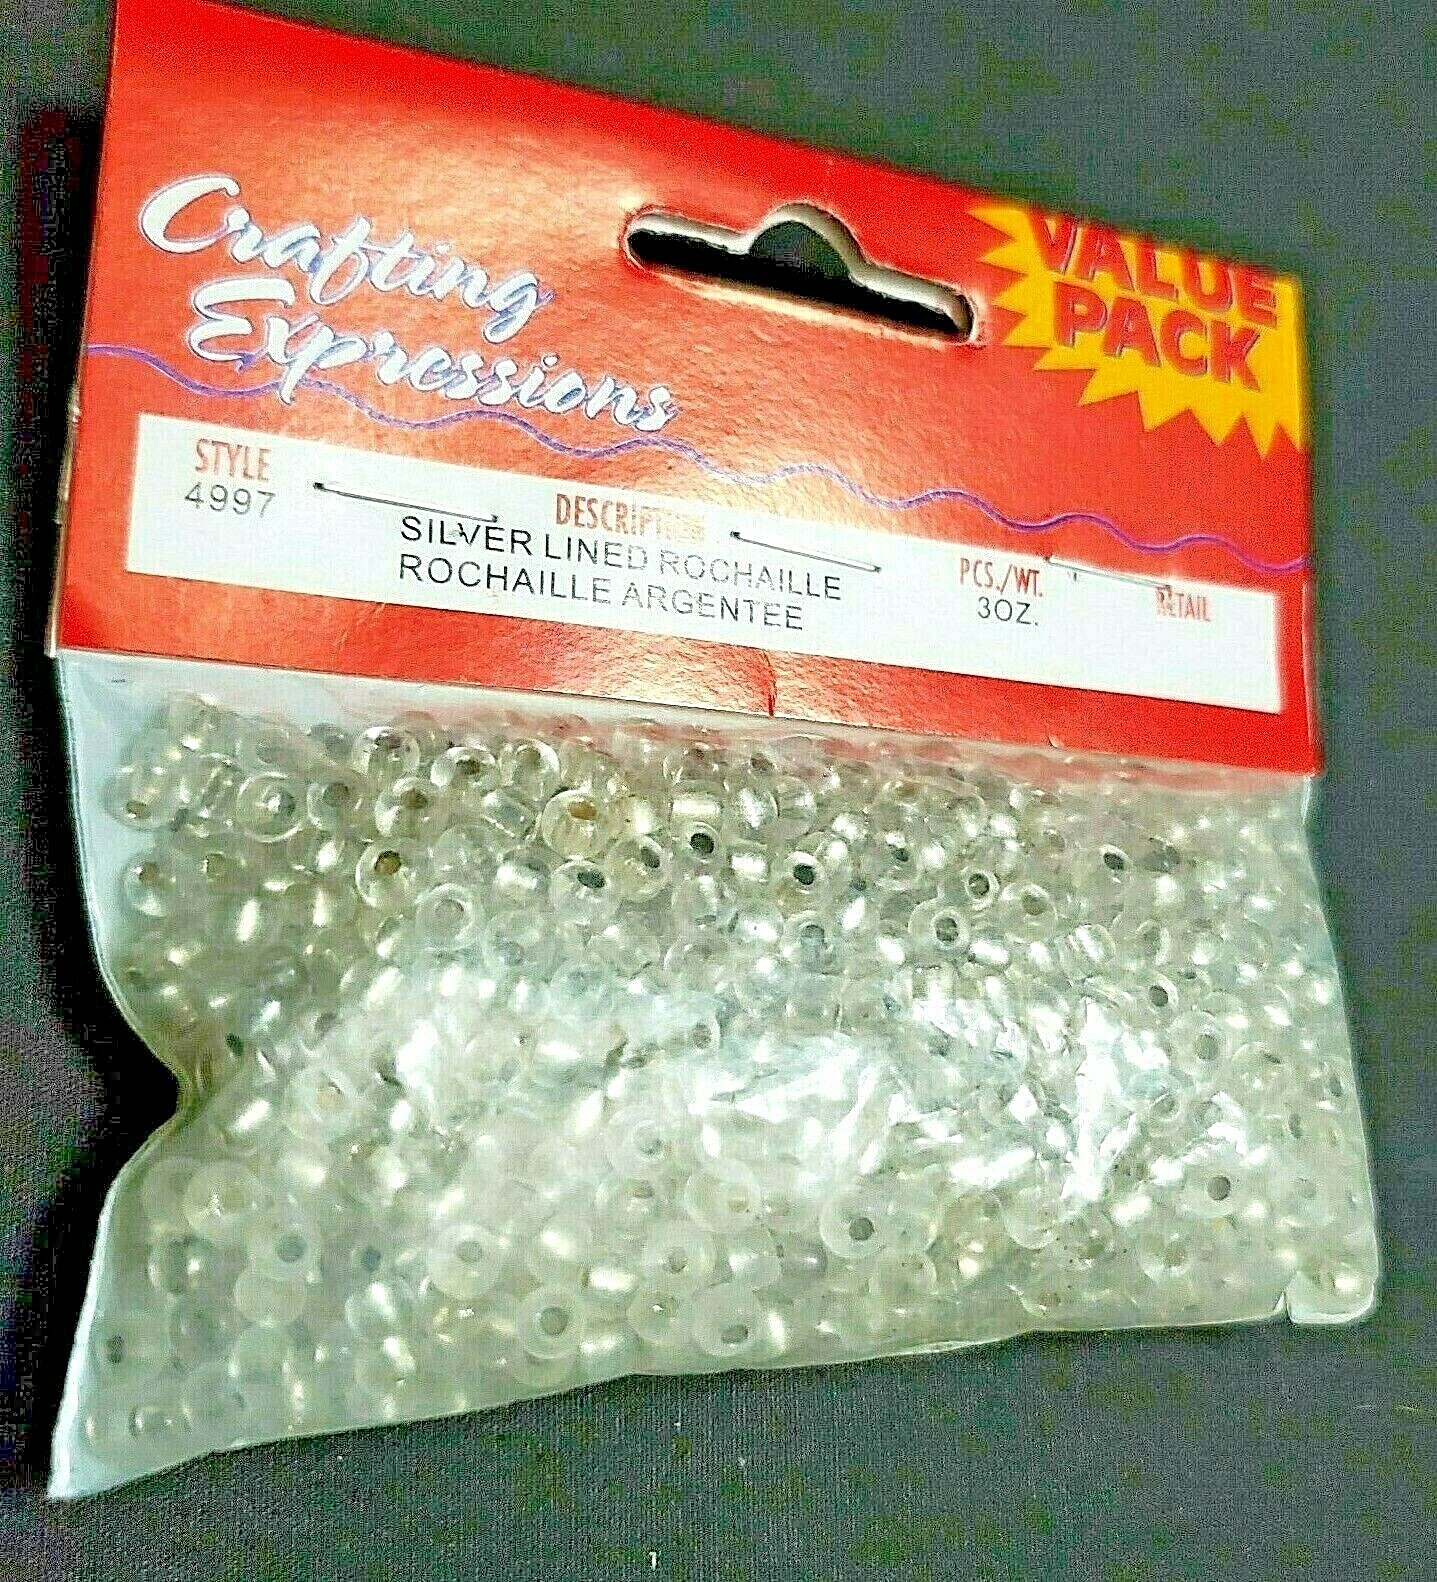 Crafting
Expressions
VALUE
PACK
STYLE
4997
DESCRIPTION
SILVER LINED ROCHAILLE
ROCHAILLE ARGENTEE
PCS./WT.
3OZ.
RETAIL